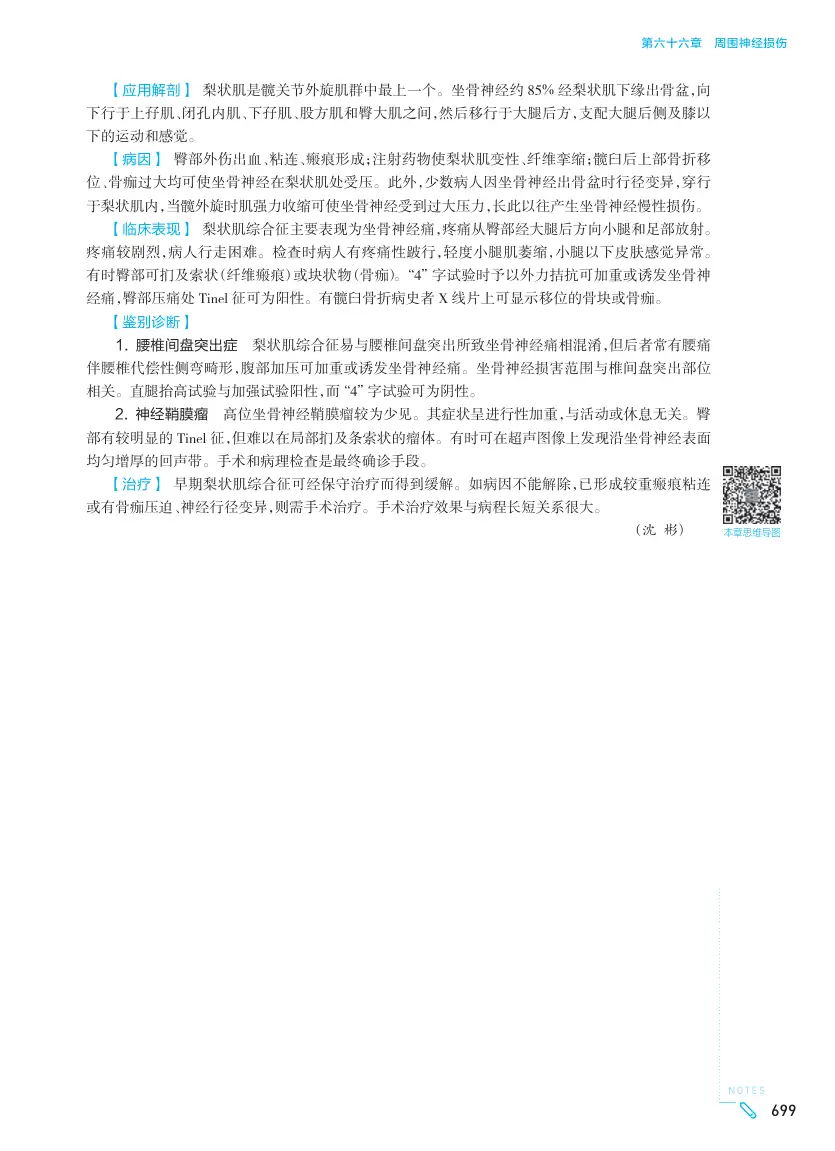 第六十六章　周围神经损伤
【应用解剖】 梨状肌是髋关节外旋肌群中最上一个。坐骨神经约 85% 经梨状肌下缘出骨盆,向
下行于上孖肌、闭孔内肌、下孖肌、股方肌和臀大肌之间,然后移行于大腿后方,支配大腿后侧及膝以
下的运动和感觉。
【病因】 臀部外伤出血、粘连、瘢痕形成;注射药物使梨状肌变性、纤维挛缩;髋臼后上部骨折移
位、骨痂过大均可使坐骨神经在梨状肌处受压。此外,少数病人因坐骨神经出骨盆时行径变异,穿行
于梨状肌内,当髋外旋时肌强力收缩可使坐骨神经受到过大压力,长此以往产生坐骨神经慢性损伤。
【临床表现】 梨状肌综合征主要表现为坐骨神经痛,疼痛从臀部经大腿后方向小腿和足部放射。
疼痛较剧烈,病人行走困难。检查时病人有疼痛性跛行,轻度小腿肌萎缩,小腿以下皮肤感觉异常。
有时臀部可扪及索状(纤维瘢痕)或块状物(骨痂)。“4” 字试验时予以外力拮抗可加重或诱发坐骨神
经痛,臀部压痛处 Tinel 征可为阳性。有髋臼骨折病史者 X 线片上可显示移位的骨块或骨痂。
【鉴别诊断】
1. 腰椎间盘突出症　梨状肌综合征易与腰椎间盘突出所致坐骨神经痛相混淆,但后者常有腰痛
伴腰椎代偿性侧弯畸形,腹部加压可加重或诱发坐骨神经痛。坐骨神经损害范围与椎间盘突出部位
相关。直腿抬高试验与加强试验阳性,而 “4” 字试验可为阴性。
2. 神经鞘膜瘤　高位坐骨神经鞘膜瘤较为少见。其症状呈进行性加重,与活动或休息无关。臀
部有较明显的 Tinel 征,但难以在局部扪及条索状的瘤体。有时可在超声图像上发现沿坐骨神经表面
均匀增厚的回声带。手术和病理检查是最终确诊手段。
【治疗】 早期梨状肌综合征可经保守治疗而得到缓解。如病因不能解除,已形成较重瘢痕粘连
或有骨痂压迫、神经行径变异,则需手术治疗。手术治疗效果与病程长短关系很大。
(沈 彬)
本章思维导图
NOTES
699